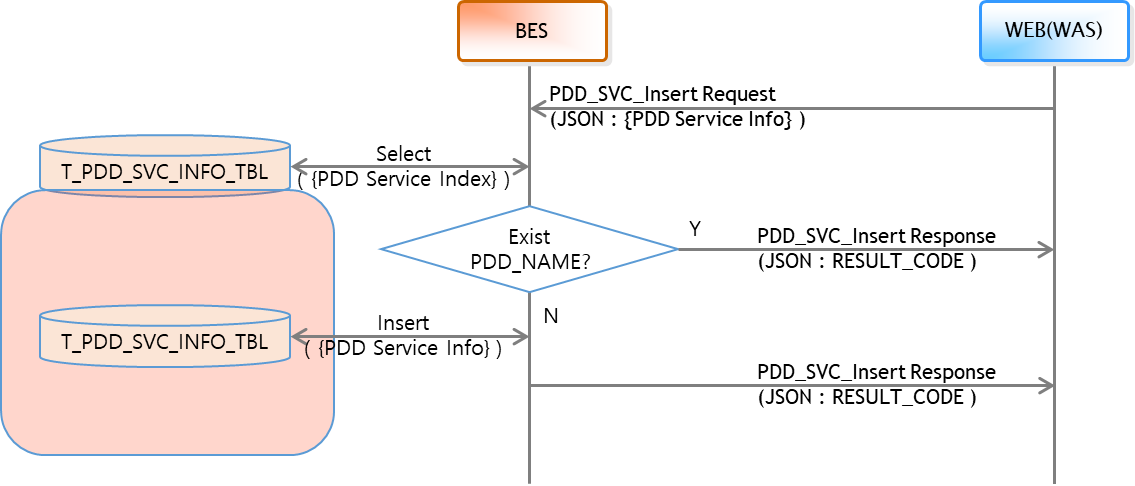 BES
WEB(WAS)
PDD_SVC_Insert Request
(JSON : {PDD Service Info} )
T_PDD_SVC_INFO_TBL
Select
( {PDD Service Index} )
Exist
PDD_NAME?
Y
PDD_SVC_Insert Response
(JSON : RESULT_CODE )
N
T_PDD_SVC_INFO_TBL
Insert
( {PDD Service Info} )
PDD_SVC_Insert Response
(JSON : RESULT_CODE )